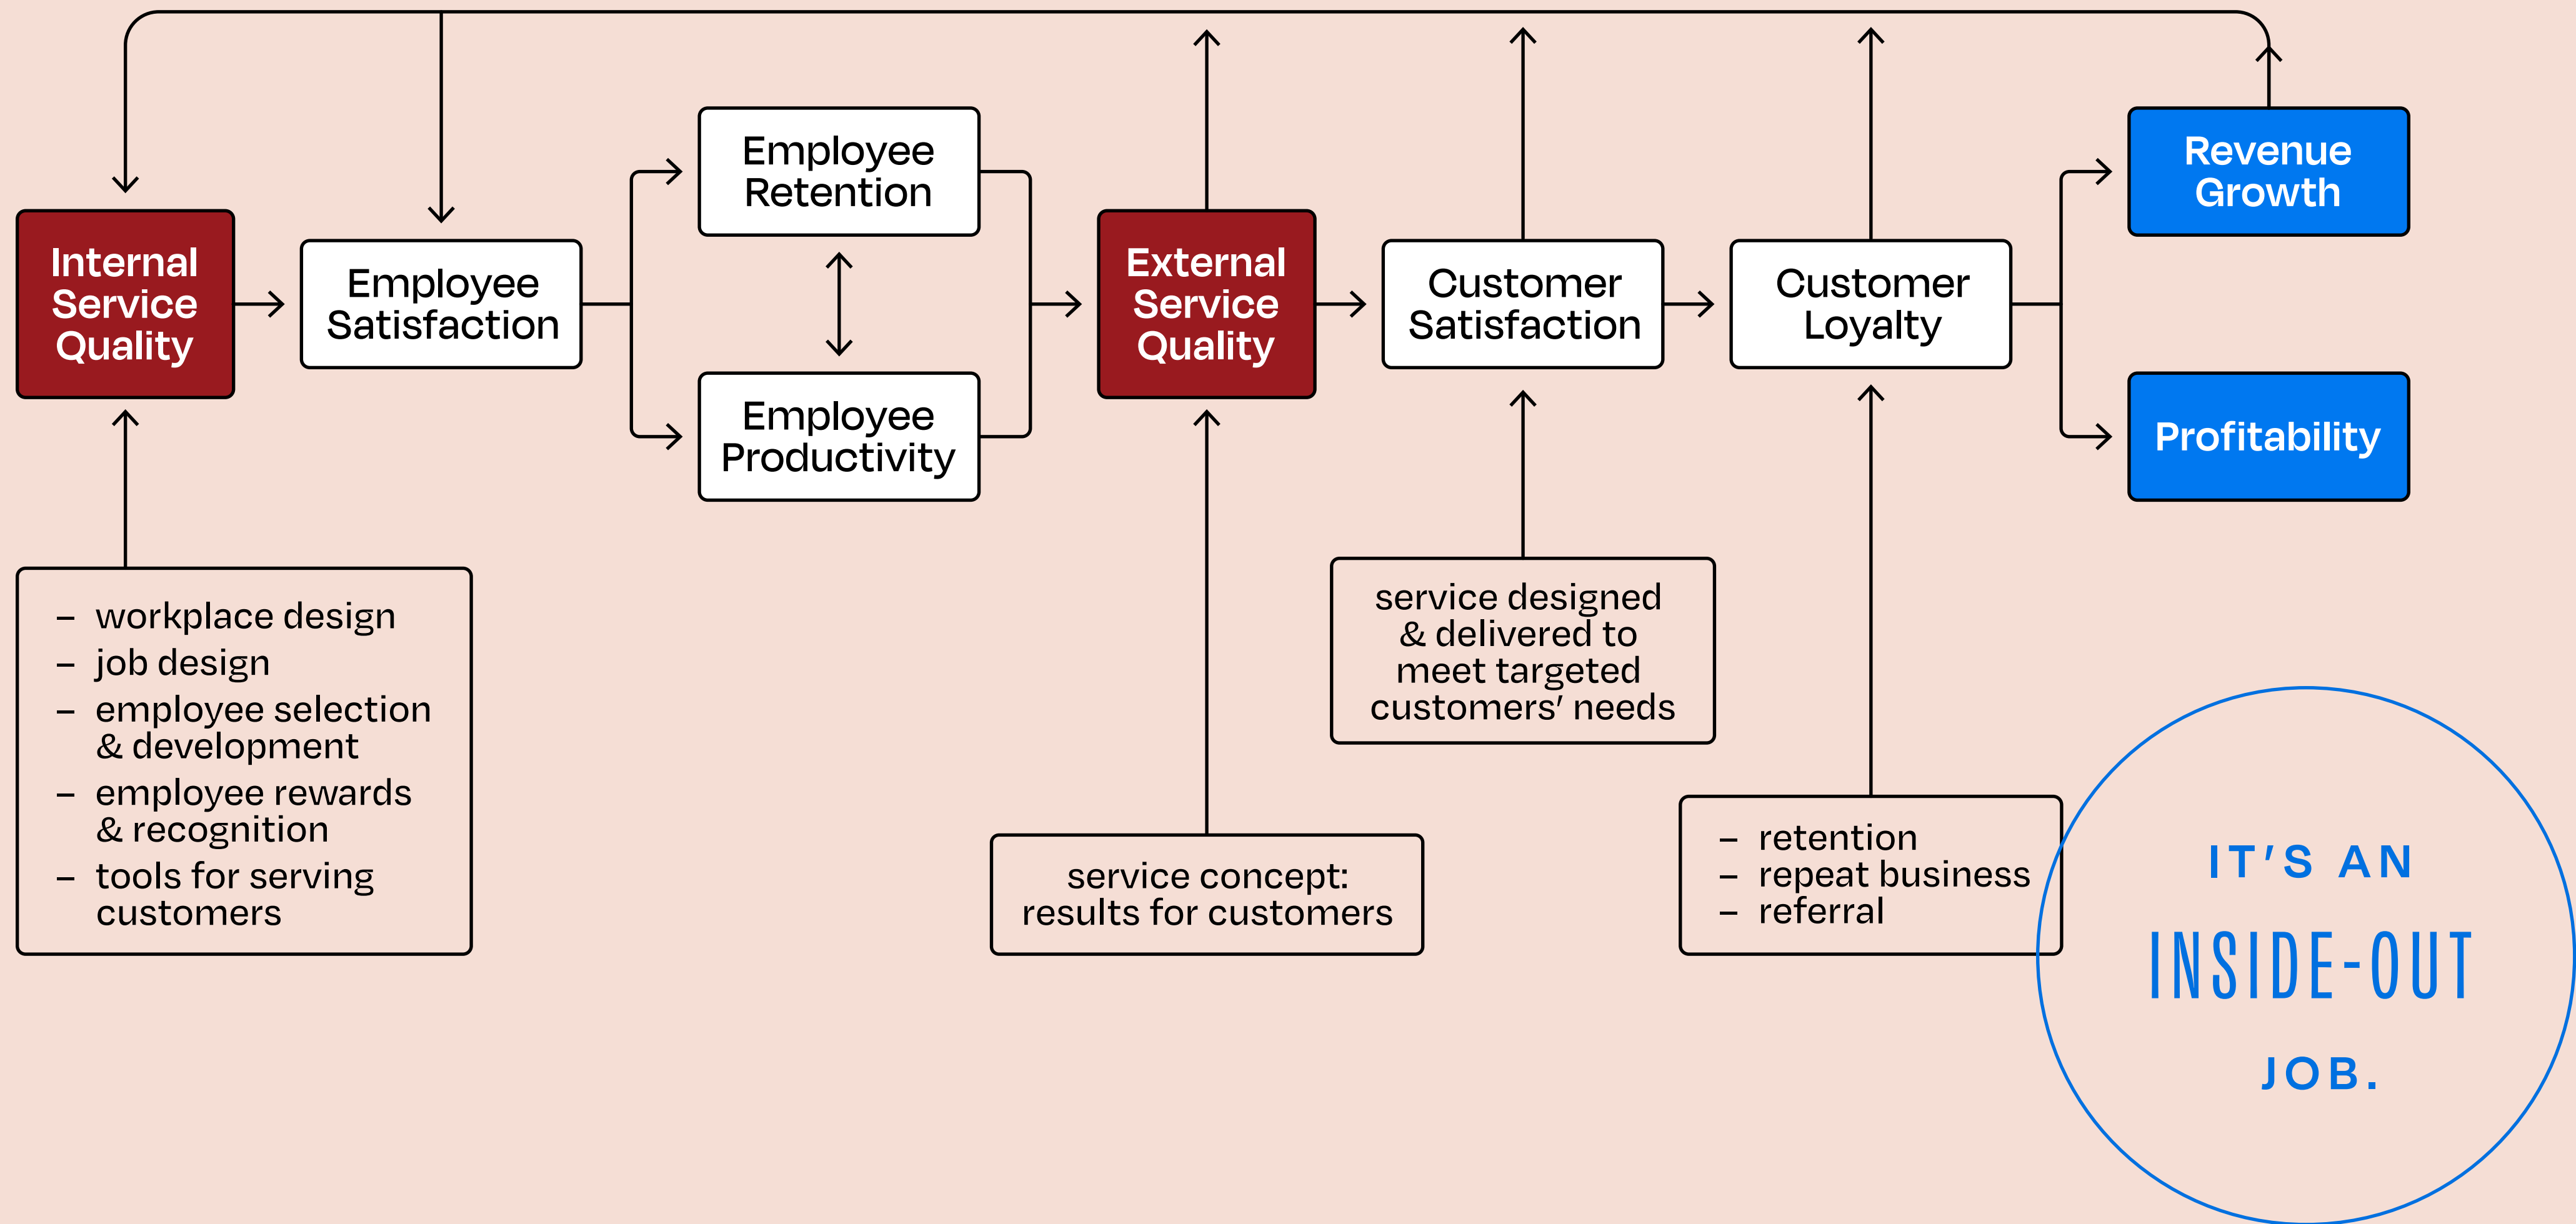 Internal
Service
Quality
Employee
Satisfaction
Employee
Retention
Employee
Productivity
External
Service
Quality
Customer
Satisfaction
Customer
Loyalty
Revenue
Growth
Profitability
– workplace design
– job design
– employee selection
& development
– employee rewards
& recognition
– tools for serving
customers
service concept:
results for customers
service designed
& delivered to
meet targeted
customers’ needs
– retention
– repeat business
– referral
IT’S AN
INSIDE-OUT
JOB.